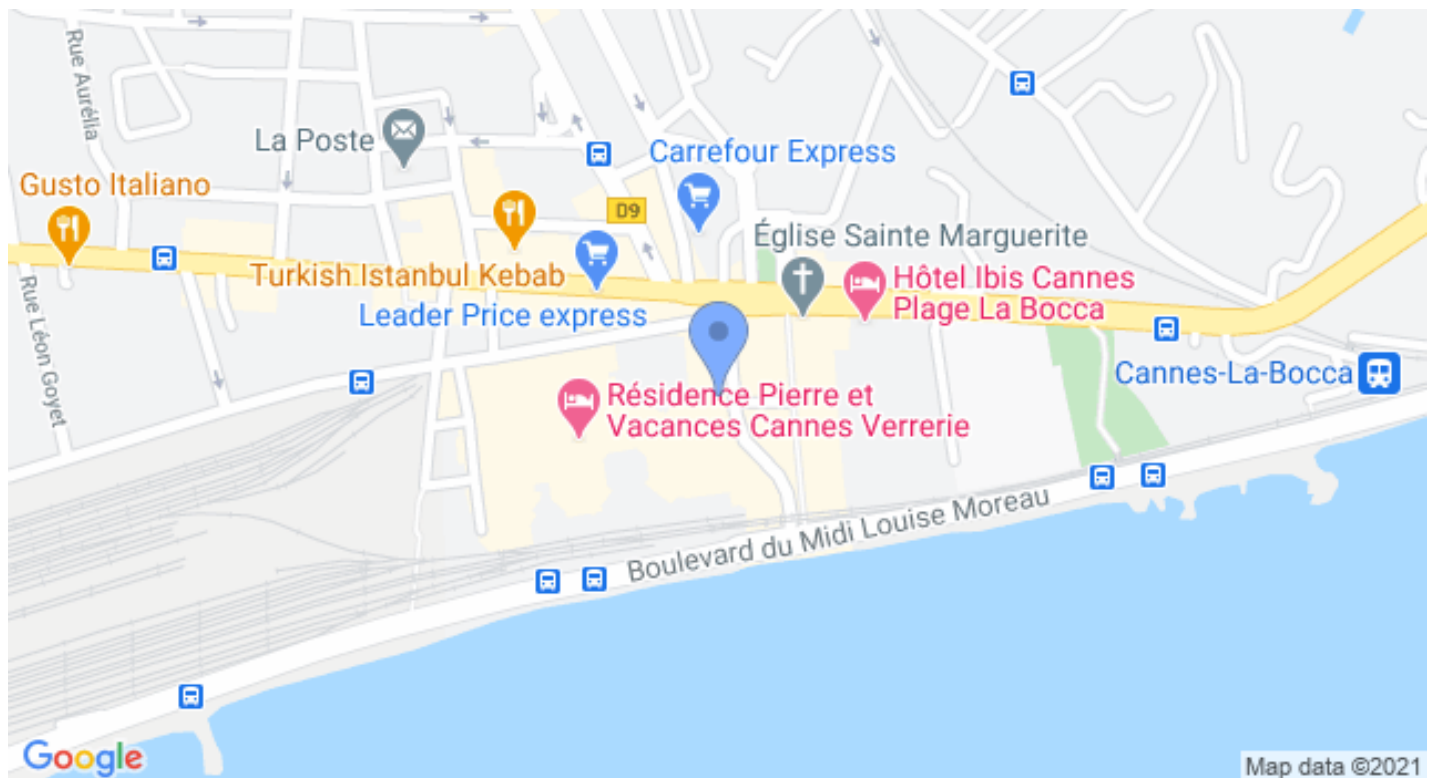 Rue Aurélia
La Poste
Carrefour Express
Gusto Italiano
D9
Église Sainte Marguerite
Turkish Istanbul Kebab
Hôtel Ibis Cannes
Plage La Bocca
Leader Price express
Rue Léon Goyet
Cannes-La-Bocca
Résidence Pierre et
Vacances Cannes Verrerie
Boulevard du Midi Louise Moreau
Google
Map data ©2021